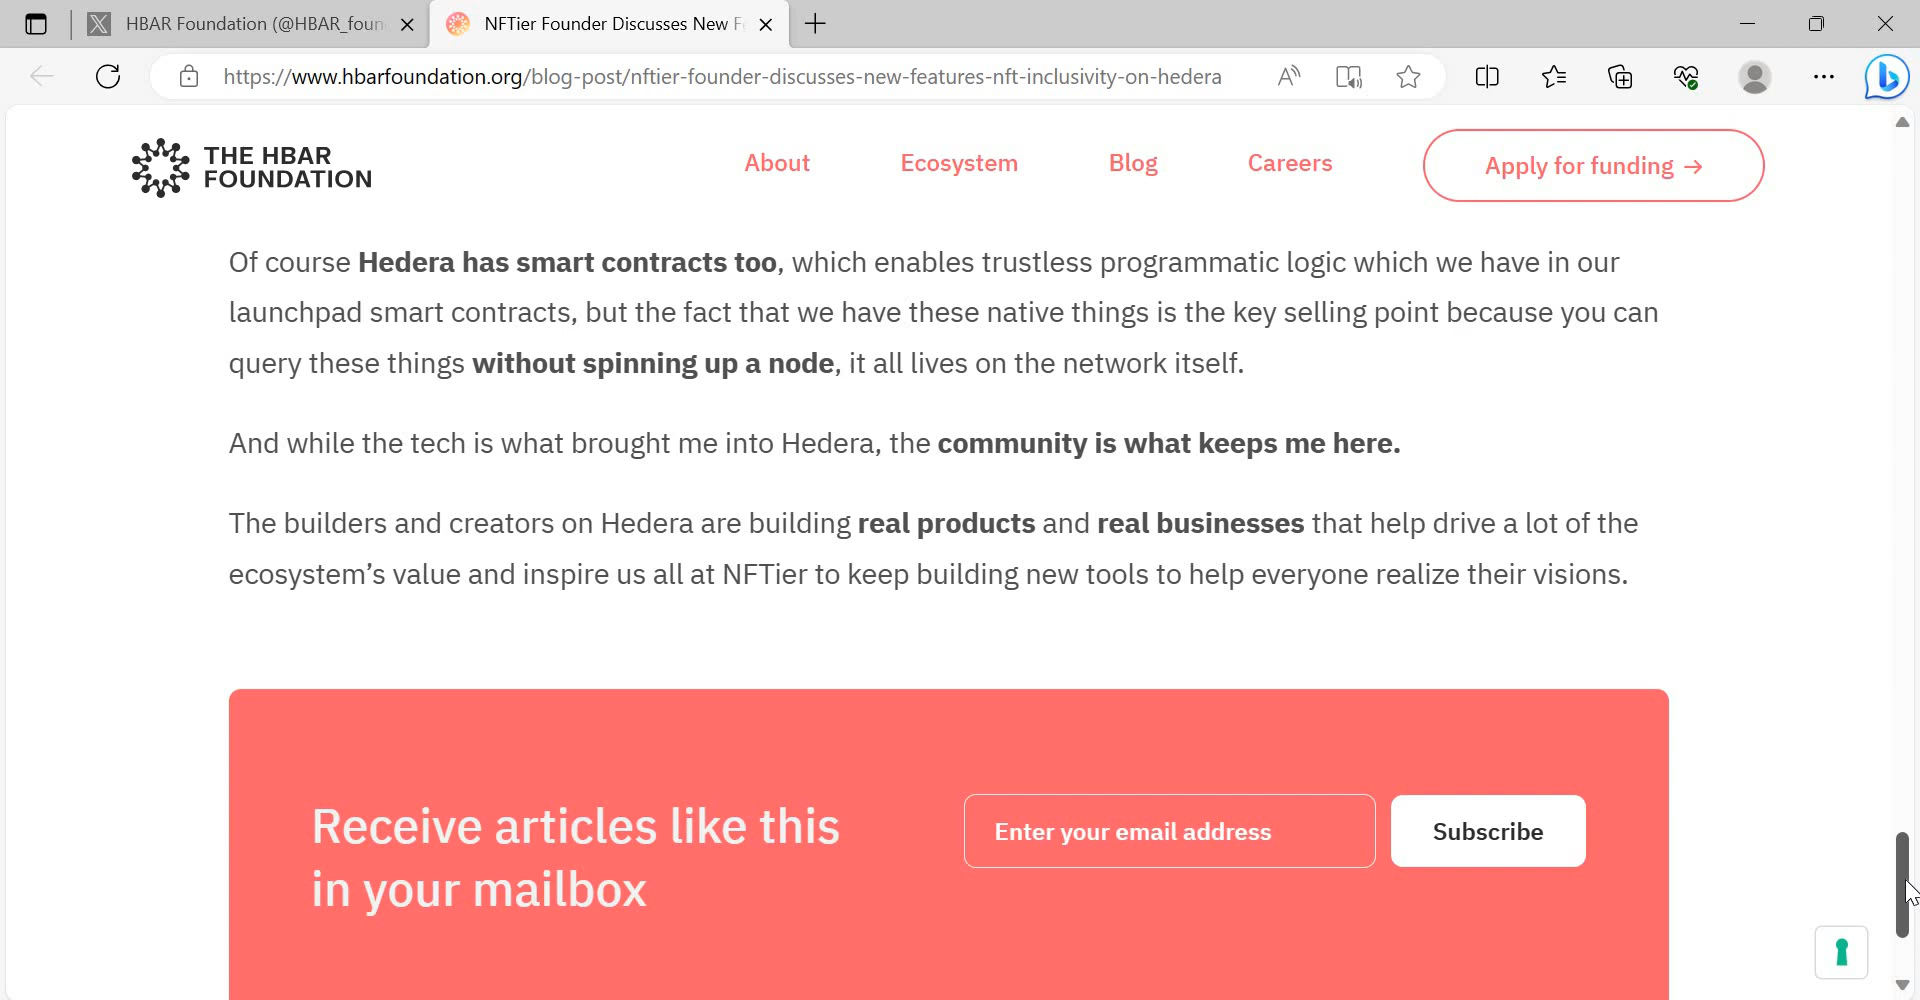 HBAR Foundation (@HBAR_foun
NFTier Founder Discusses New Fe
https://www.hbarfoundation.org/blog-post/nftier-founder-discusses-new-features-nft-inclusivity-on-hedera
THE HBAR
FOUNDATION
About
Ecosystem
Blog
Careers
Apply for funding →
Of course Hedera has smart contracts too, which enables trustless programmatic logic which we have in our
launchpad smart contracts, but the fact that we have these native things is the key selling point because you can
query these things without spinning up a node, it all lives on the network itself.
And while the tech is what brought me into Hedera, the community is what keeps me here.
The builders and creators on Hedera are building real products and real businesses that help drive a lot of the
ecosystem’s value and inspire us all at NFTier to keep building new tools to help everyone realize their visions.
Receive articles like this
in your mailbox
Enter your email address
Subscribe